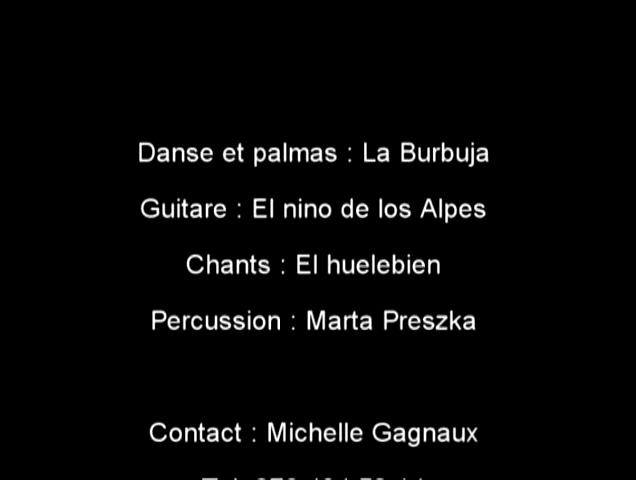 Danse et palmas : La Burbuja
Guitare : El nino de los Alpes
Chants : El huelebien
Percussion : Marta Preszka
Contact : Michelle Gagnaux